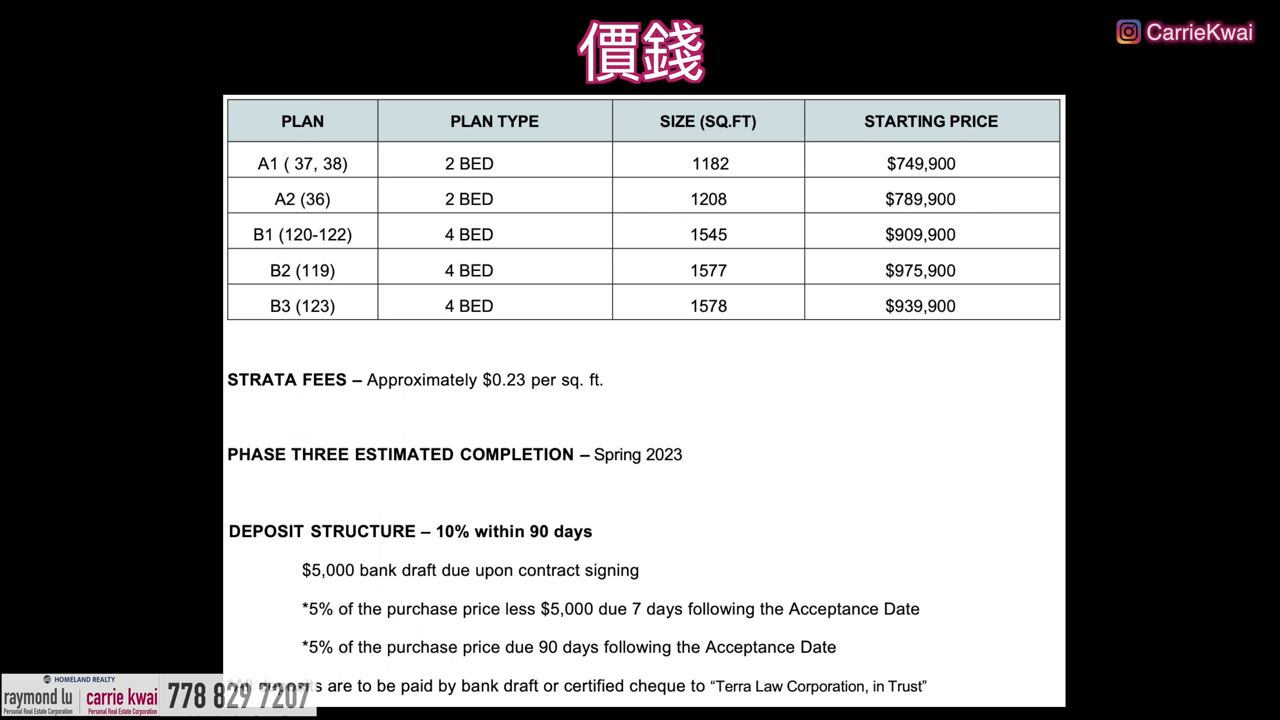 價錢
CarrieKwai
PLAN PLAN TYPE SIZE (SQ.FT) STARTING PRICE
A1 ( 37, 38) 2 BED 1182 $749,900
A2 (36) 2 BED 1208 $789,900
B1 (120-122) 4 BED 1545 $909,900
B2 (119) 4 BED 1577 $975,900
B3 (123) 4 BED 1578 $939,900
STRATA FEES – Approximately $0.23 per sq. ft.
PHASE THREE ESTIMATED COMPLETION – Spring 2023
DEPOSIT STRUCTURE – 10% within 90 days
$5,000 bank draft due upon contract signing
*5% of the purchase price less $5,000 due 7 days following the Acceptance Date
*5% of the purchase price due 90 days following the Acceptance Date
are to be paid by bank draft or certified cheque to “Terra Law Corporation, in Trust”
HOMELAND REALTY
raymond lu carrie kwai 778 829 7207
Personal Real Estate Corporation Personal Real Estate Corporation